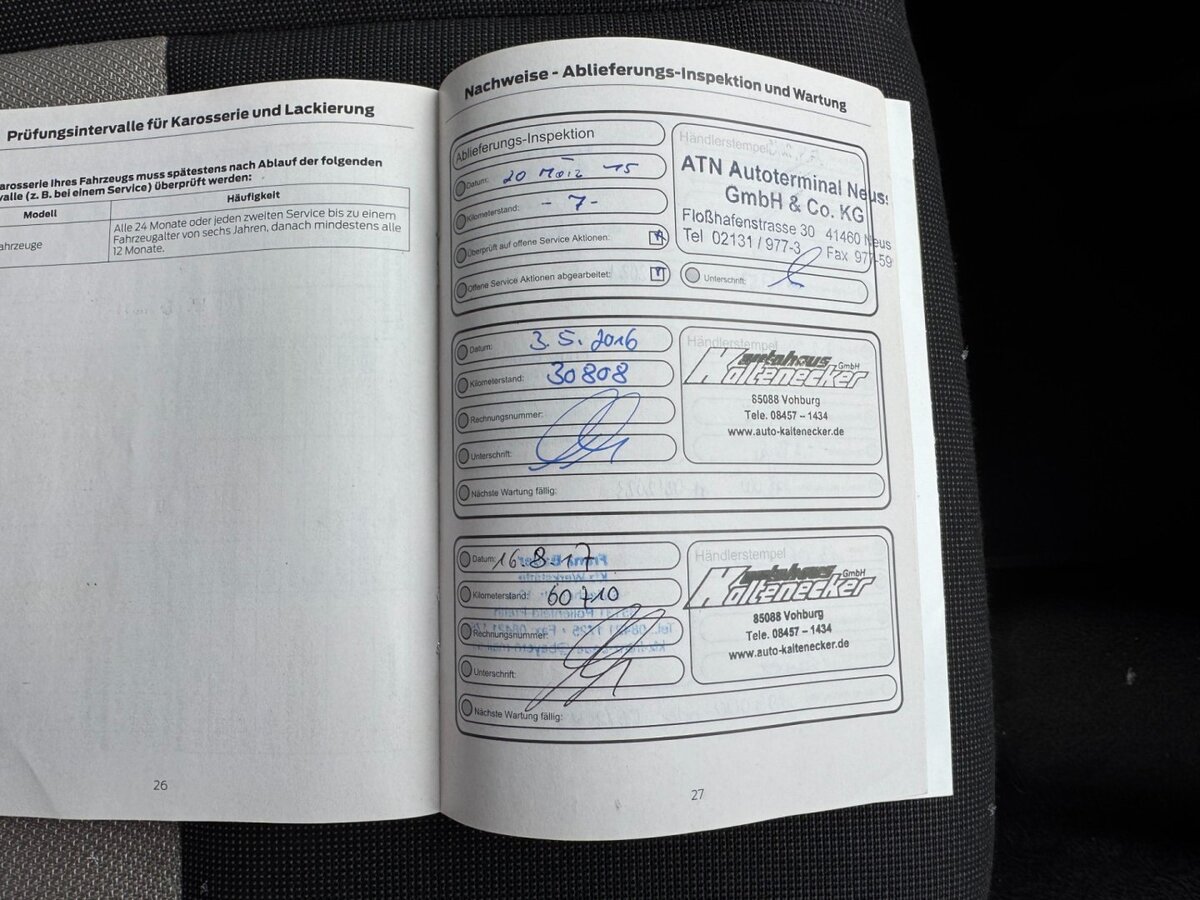 Prüfungsintervalle für Karosserie und Lackierung
arosserie Ihres Fahrzeugs muss spätestens nach Ablauf der folgenden
valle (z. B. bei einem Service) überprüft werden:
Modell
Häufigkeit
ahrzeuge
Alle 24 Monate oder jeden zweiten Service bis zu einem
Fahrzeugalter von sechs Jahren, danach mindestens alle
12 Monate.
26
Nachweise - Ablieferungs-Inspektion und Wartung
Ablieferungs-Inspektion
Datum: 20 März 15
Kilometerstand: - 7 -
Überprüft auf offene Service Aktionen:
Offene Service Aktionen abgearbeitet:
Händlerstempel
ATN Autoterminal Neuss
GmbH & Co. KG
Floßhafenstrasse 30 41460 Neus
Tel 02131 / 977-3 Fax 977-59
Unterschrift:
Datum: 3.5.2016
Kilometerstand: 30808
Rechnungsnummer:
Unterschrift:
Nächste Wartung fällig:
Händlerstempel
autohaus
Kaltenecker GmbH
85088 Vohburg
Tele. 08457 – 1434
www.auto-kaltenecker.de
Datum: 16.8.17
Kilometerstand: 60710
Rechnungsnummer:
Unterschrift:
Nächste Wartung fällig:
Händlerstempel
autohaus
Kaltenecker GmbH
85088 Vohburg
Tele. 08457 – 1434
www.auto-kaltenecker.de
27